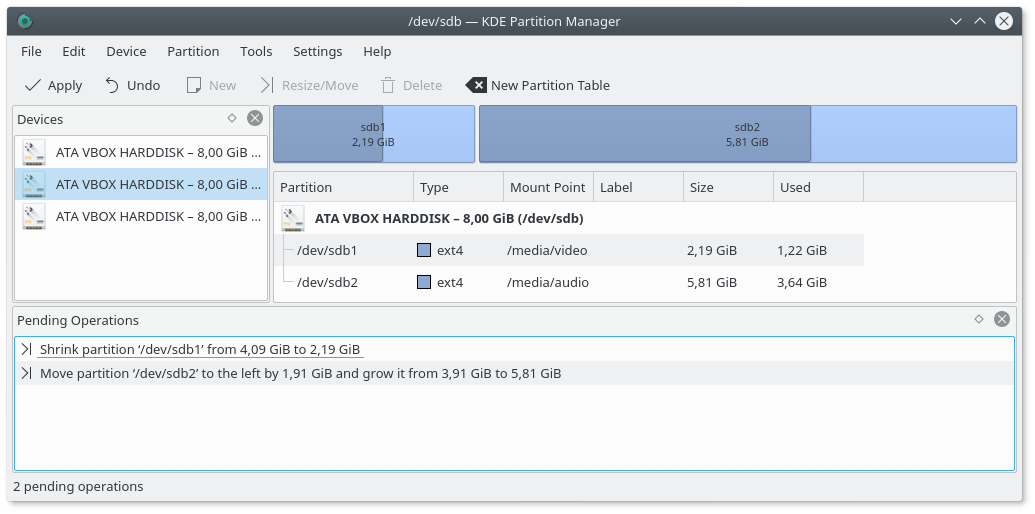 /dev/sdb — KDE Partition Manager
File Edit Device Partition Tools Settings Help
Apply Undo New Resize/Move Delete New Partition Table
Devices
ATA VBOX HARDDISK – 8,00 GiB ...
ATA VBOX HARDDISK – 8,00 GiB ...
ATA VBOX HARDDISK – 8,00 GiB ...
sdb1
2,19 GiB
sdb2
5,81 GiB
Partition Type Mount Point Label Size Used
ATA VBOX HARDDISK – 8,00 GiB (/dev/sdb)
/dev/sdb1 ext4 /media/video 2,19 GiB 1,22 GiB
/dev/sdb2 ext4 /media/audio 5,81 GiB 3,64 GiB
Pending Operations
Shrink partition ‘/dev/sdb1’ from 4,09 GiB to 2,19 GiB
Move partition ‘/dev/sdb2’ to the left by 1,91 GiB and grow it from 3,91 GiB to 5,81 GiB
2 pending operations